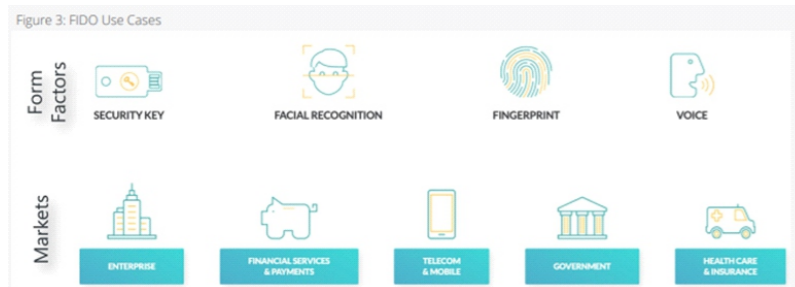 Figure 3: FIDO Use Cases
Form
Factors
SECURITY KEY
FACIAL RECOGNITION
FINGERPRINT
VOICE
Markets
ENTERPRISE
FINANCIAL SERVICES
& PAYMENTS
TELECOM
& MOBILE
GOVERNMENT
HEALTH CARE
& INSURANCE